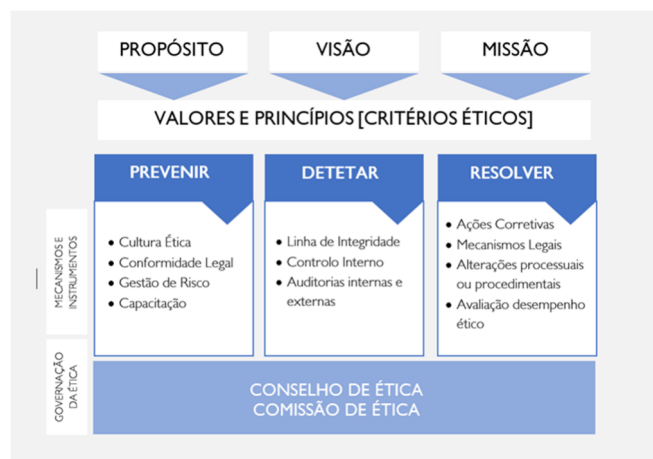 PROPÓSITO
VISÃO
MISSÃO
VALORES E PRINCÍPIOS [CRITÉRIOS ÉTICOS]
PREVENIR
DETETAR
RESOLVER
MECANISMOS E
INSTRUMENTOS
• Cultura Ética
• Conformidade Legal
• Gestão de Risco
• Capacitação
• Linha de Integridade
• Controlo Interno
• Auditorias internas e
externas
• Ações Corretivas
• Mecanismos Legais
• Alterações processuais
ou procedimentais
• Avaliação desempenho
ético
GOVERNAÇÃO
DA ÉTICA
CONSELHO DE ÉTICA
COMISSÃO DE ÉTICA